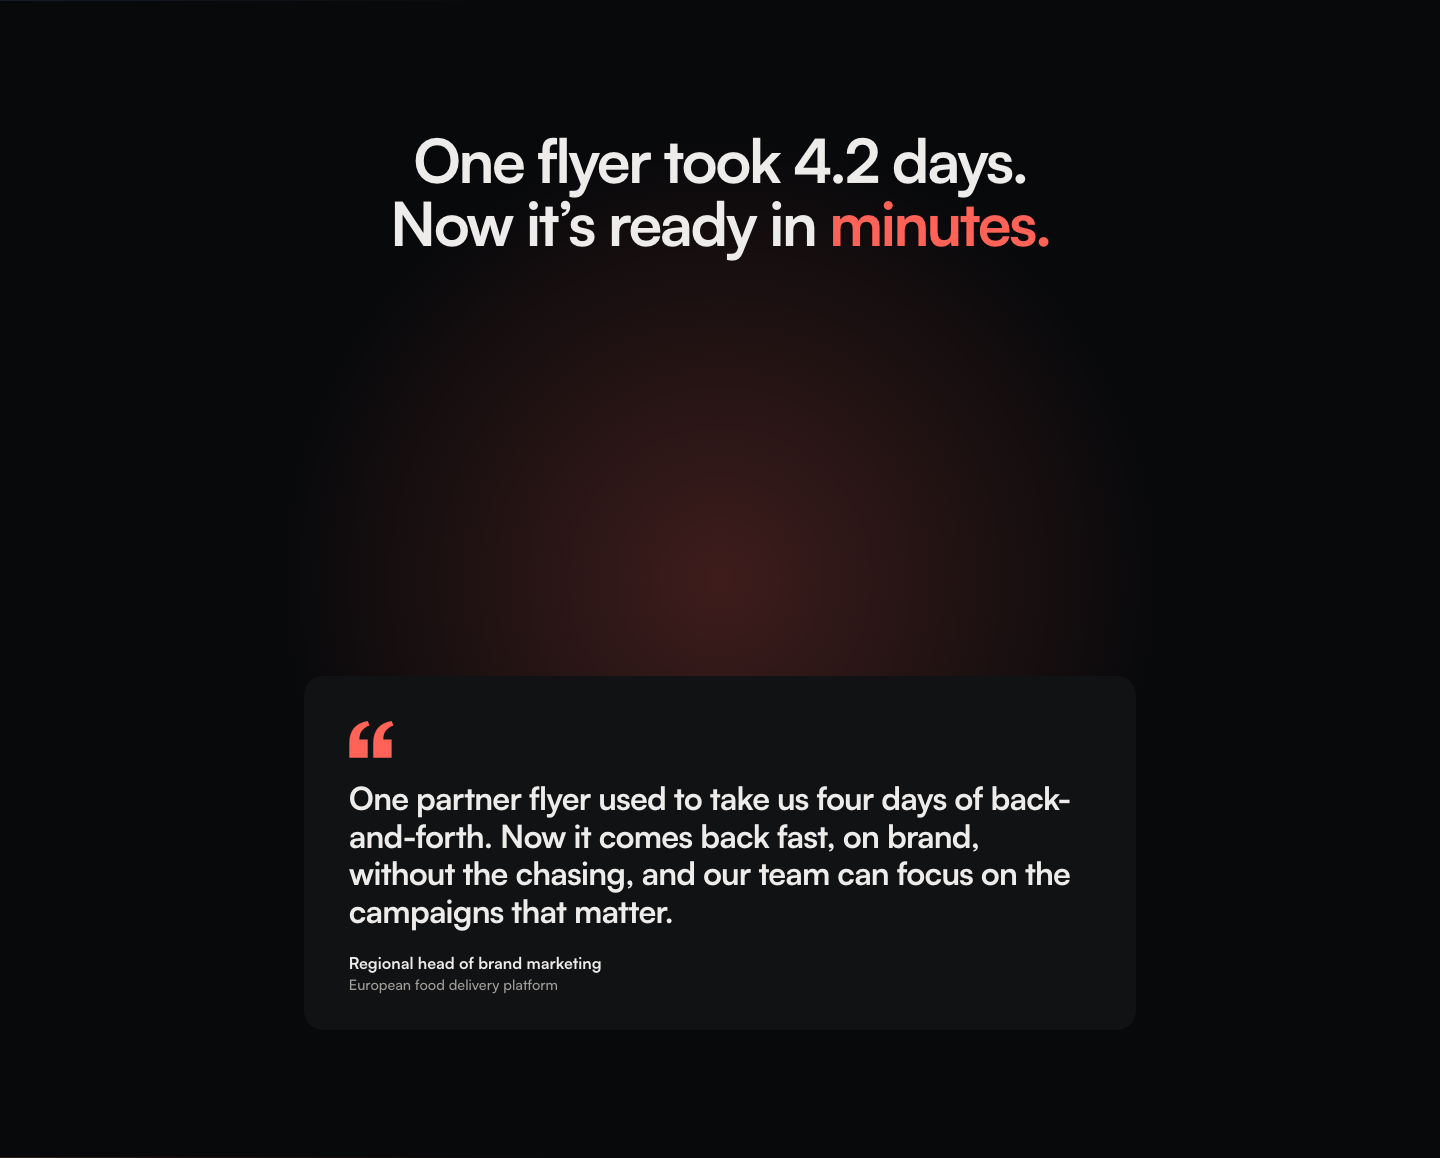 One flyer took 4.2 days.
Now it’s ready in minutes.
“
One partner flyer used to take us four days of back-
and-forth. Now it comes back fast, on brand,
without the chasing, and our team can focus on the
campaigns that matter.
Regional head of brand marketing
European food delivery platform